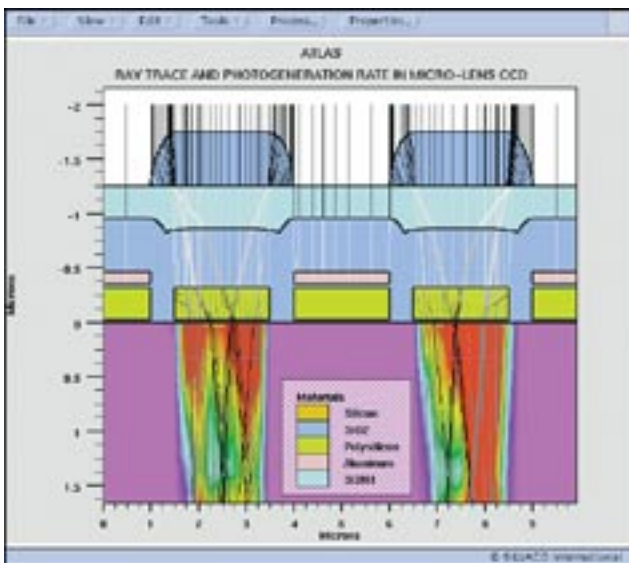 File View Edit Tools Process Properties
ATLAS
RAY TRACE AND PHOTOGENERATION RATE IN MICRO-LENS CCD
-2
-1.5
-1
-0.5
0
0.5
1
1.5
Microns
Materials
Silicon
SiO2
Polysilicon
Aluminum
0 1 2 3 4 5 6 7 8 9
Microns
© SILVACO International